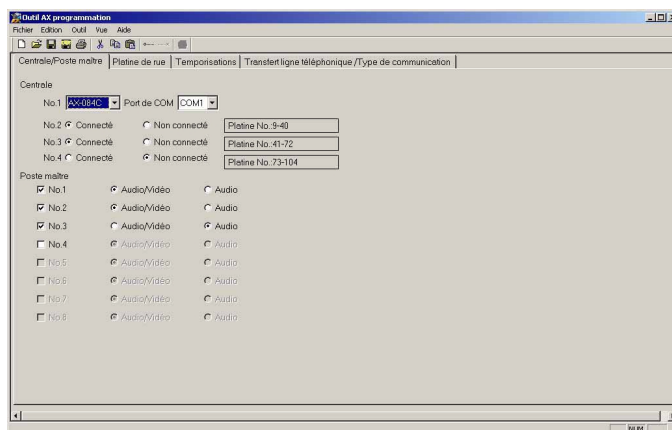 Outil AX programmation
Fichier Edition Outil Vue Aide
Centrale/Poste maître Platine de rue Temporisations Transfert ligne téléphonique /Type de communication
Centrale
No.1 AX-084C Port de COM COM1
No.2 Connecté Non connecté Platine No.:9-40
No.3 Connecté Non connecté Platine No.:41-72
No.4 Connecté Non connecté Platine No.:73-104
Poste maître
No.1 Audio/Vidéo Audio
No.2 Audio/Vidéo Audio
No.3 Audio/Vidéo Audio
No.4 Audio/Vidéo Audio
No.5 Audio/Vidéo Audio
No.6 Audio/Vidéo Audio
No.7 Audio/Vidéo Audio
No.8 Audio/Vidéo Audio
NUM